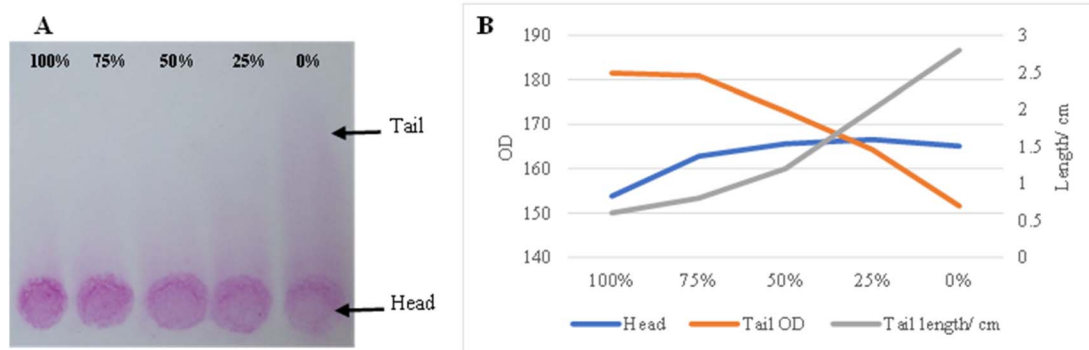 A
100% 75% 50% 25% 0%
Tail
Head
B
190
180
170
160
150
140
OD
3
2.5
2
1.5
1
0.5
0
Length/ cm
100% 75% 50% 25% 0%
Head Tail OD Tail length/ cm